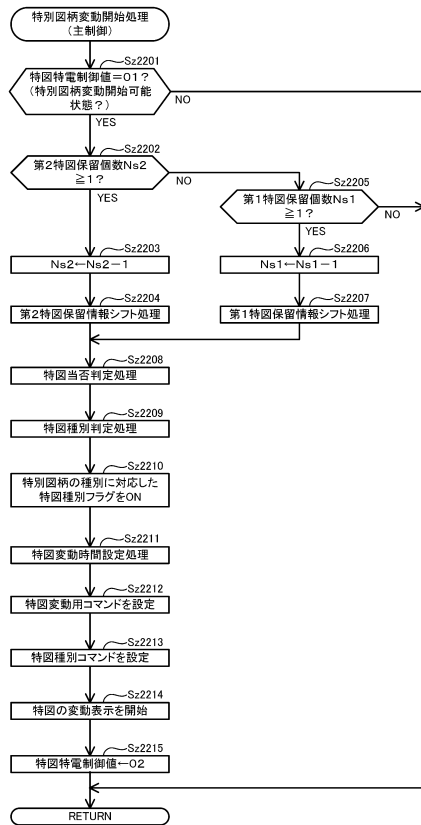 特別図柄変動開始処理
(主制御)
Sz2201
特図特電制御値=01?
(特別図柄変動開始可能
状態?)
NO
YES
Sz2202
第2特図保留個数Ns2
≧1?
NO
YES
Sz2205
第1特図保留個数Ns1
≧1?
NO
YES
Sz2203
Ns2←Ns2-1
Sz2206
Ns1←Ns1-1
Sz2204
第2特図保留情報シフト処理
Sz2207
第1特図保留情報シフト処理
Sz2208
特図当否判定処理
Sz2209
特図種別判定処理
Sz2210
特別図柄の種別に対応した
特図種別フラグをON
Sz2211
特図変動時間設定処理
Sz2212
特図変動用コマンドを設定
Sz2213
特図種別コマンドを設定
Sz2214
特図の変動表示を開始
Sz2215
特図特電制御値←02
RETURN